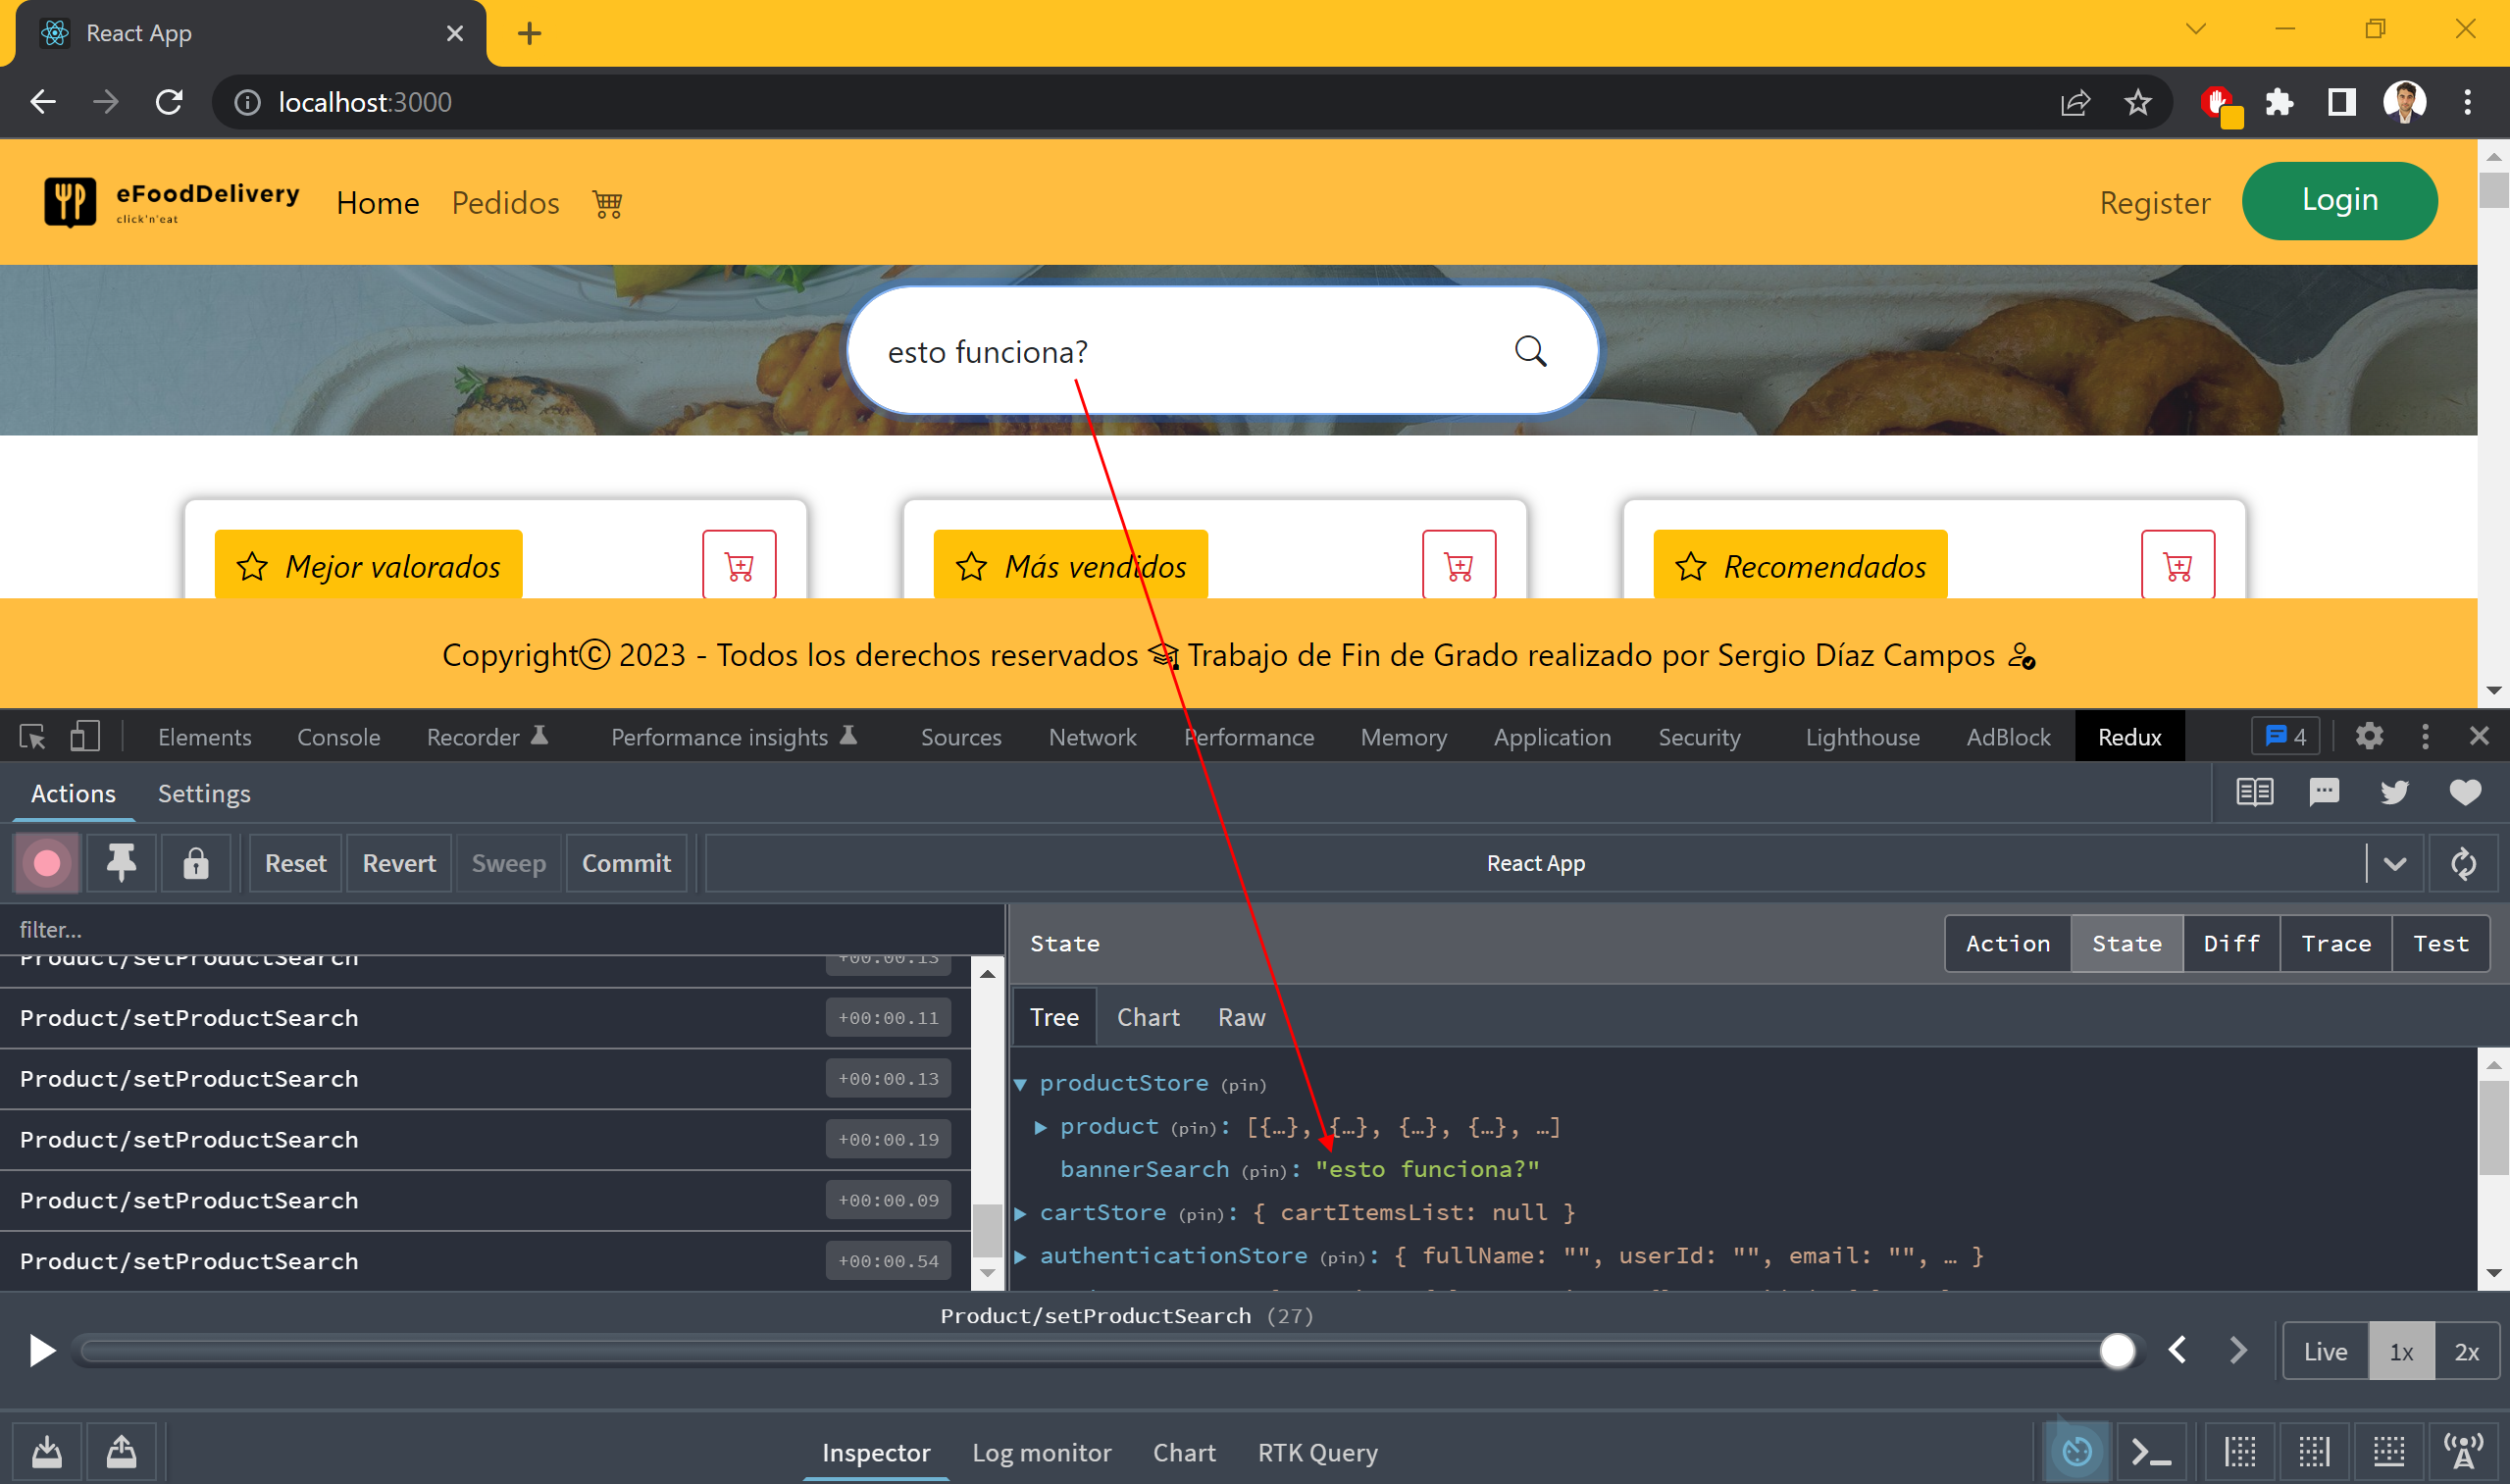 React App
localhost:3000
eFoodDelivery
click'n'eat
Home Pedidos
Register Login
esto funciona?
Mejor valorados
Más vendidos
Recomendados
Copyright© 2023 - Todos los derechos reservados Trabajo de Fin de Grado realizado por Sergio Díaz Campos
Elements Console Recorder Performance insights Sources Network Performance Memory Application Security Lighthouse AdBlock Redux 4
Actions Settings
Reset Revert Sweep Commit React App
filter...
Product/setProductSearch +00:00.13
Product/setProductSearch +00:00.11
Product/setProductSearch +00:00.13
Product/setProductSearch +00:00.19
Product/setProductSearch +00:00.09
Product/setProductSearch +00:00.54
State Action State Diff Trace Test
Tree Chart Raw
productStore (pin)
product (pin): [{…}, {…}, {…}, {…}, …]
bannerSearch (pin): "esto funciona?"
cartStore (pin): { cartItemsList: null }
authenticationStore (pin): { fullName: "", userId: "", email: "", … }
Product/setProductSearch (27)
Live 1x 2x
Inspector Log monitor Chart RTK Query